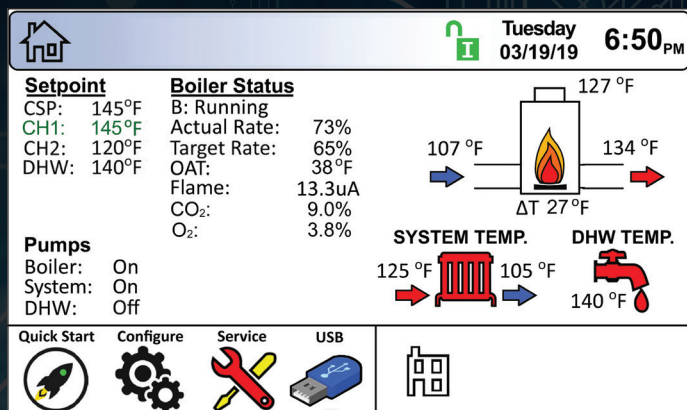 I
Tuesday
03/19/19
6:50 PM
Setpoint
CSP: 145°F
CH1: 145°F
CH2: 120°F
DHW: 140°F
Boiler Status
B: Running
Actual Rate: 73%
Target Rate: 65%
OAT: 38°F
Flame: 13.3uA
CO₂: 9.0%
O₂: 3.8%
127 °F
107 °F
134 °F
ΔT 27 °F
Pumps
Boiler: On
System: On
DHW: Off
SYSTEM TEMP.
125 °F
105 °F
DHW TEMP.
140 °F
Quick Start
Configure
Service
USB